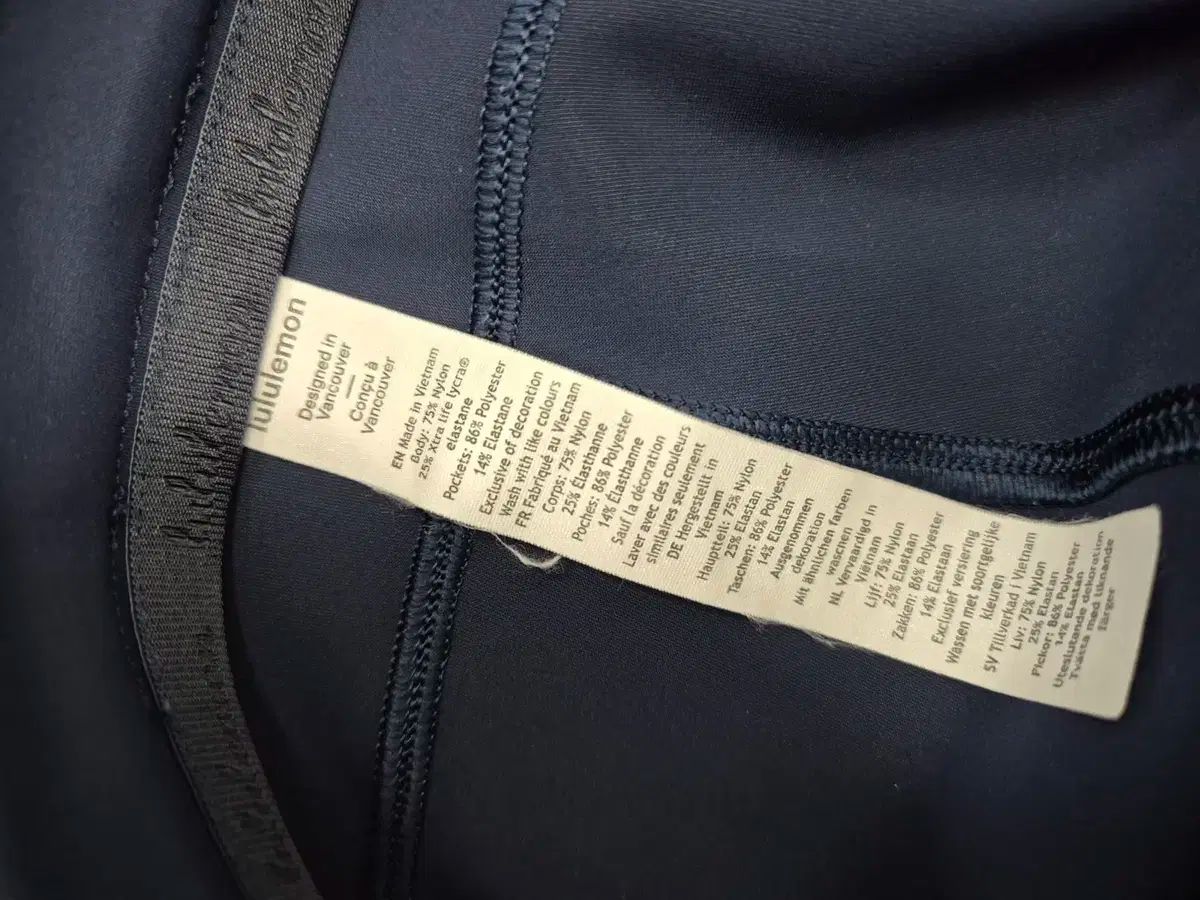 lululemon
Designed in
Vancouver
—
Conçu à
Vancouver
EN Made in Vietnam
Body: 75% Nylon
25% Xtra life lycra®
elastane
Pockets: 86% Polyester
14% Elastane
Exclusive of decoration
Wash with like colours
FR Fabriqué au Vietnam
Corps: 75% Nylon
25% Élasthanne
Poches: 86% Polyester
14% Élasthanne
Sauf la décoration
Laver avec des couleurs
similaires seulement
DE Hergestellt in
Vietnam
Hauptteil: 75% Nylon
25% Elastan
Taschen: 86% Polyester
14% Elastan
Ausgenommen
dekoration
Mit ähnlichen farben
waschen
NL Vervaardigd in
Viëtnam
Lijf: 75% Nylon
25% Elastaan
Zakken: 86% Polyester
14% Elastaan
Exclusief versiering
Wassen met soortgelijke
kleuren
SV Tillverkad i Vietnam
Liv: 75% Nylon
25% Elastan
Fickor: 86% Polyester
14% Elastan
Uteslutande dekoration
Tvätta med liknande
färger
lululemon
lululemon